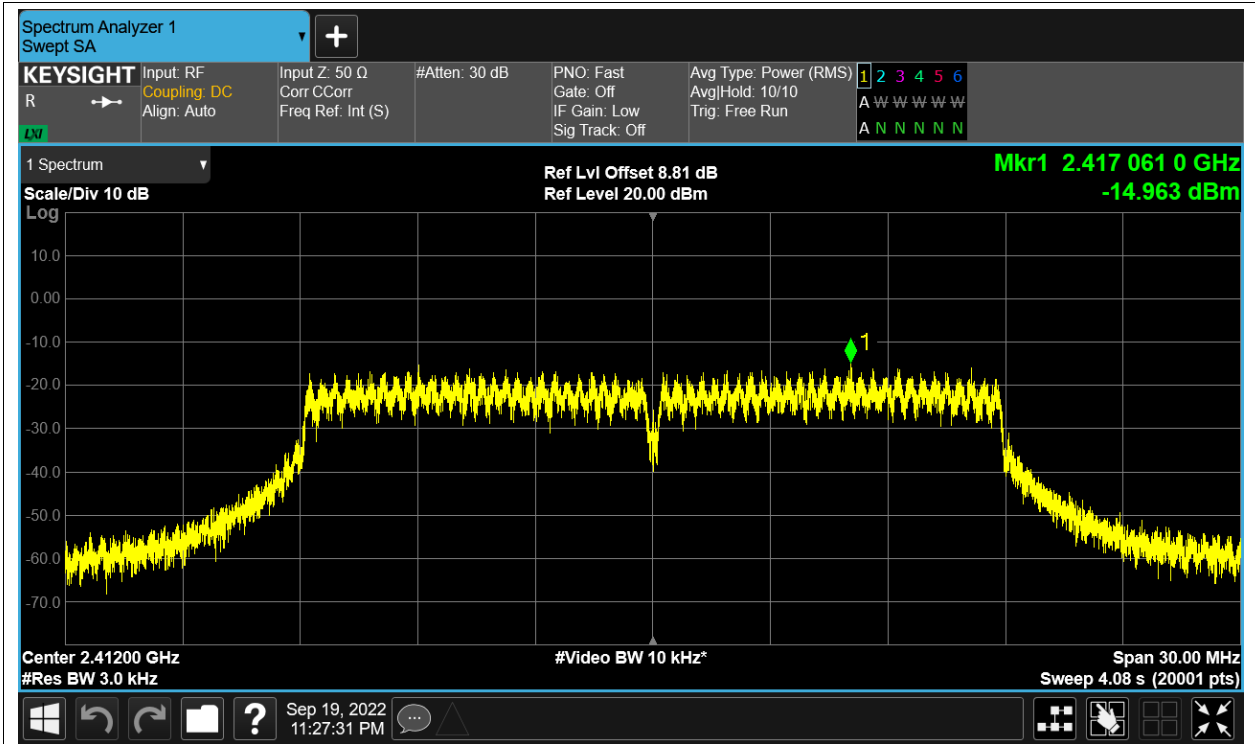 Spectrum Analyzer 1
Swept SA
KEYSIGHT
R
LXI
Input: RF
Coupling: DC
Align: Auto
Input Z: 50 Ω
Corr CCorr
Freq Ref: Int (S)
#Atten: 30 dB
PNO: Fast
Gate: Off
IF Gain: Low
Sig Track: Off
Avg Type: Power (RMS)
Avg|Hold: 10/10
Trig: Free Run
1 2 3 4 5 6
A W W W W W
A N N N N N
1 Spectrum
Scale/Div 10 dB
Ref Lvl Offset 8.81 dB
Ref Level 20.00 dBm
Mkr1 2.417 061 0 GHz
-14.963 dBm
Log
10.0
0.00
-10.0
1
-20.0
-30.0
-40.0
-50.0
-60.0
-70.0
Center 2.41200 GHz
#Video BW 10 kHz*
Span 30.00 MHz
#Res BW 3.0 kHz
Sweep 4.08 s (20001 pts)
?
Sep 19, 2022
11:27:31 PM